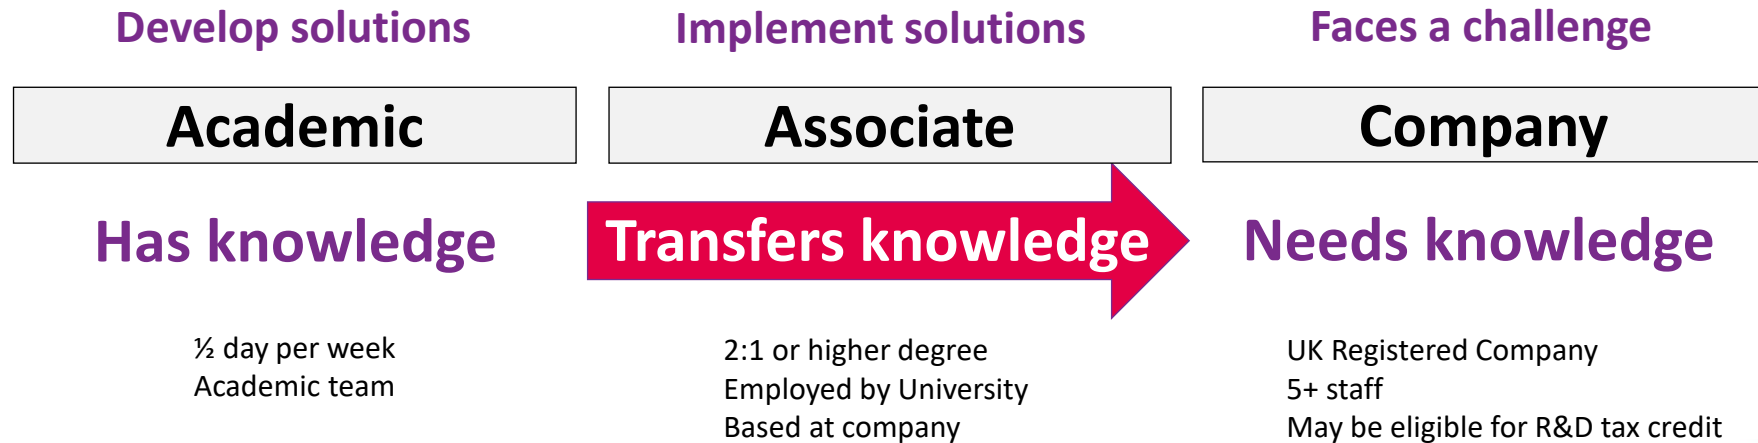 Develop solutions
Implement solutions
Faces a challenge
Academic
Associate
Company
Has knowledge
Transfers knowledge
Needs knowledge
½ day per week
Academic team
2:1 or higher degree
Employed by University
Based at company
UK Registered Company
5+ staff
May be eligible for R&D tax credit